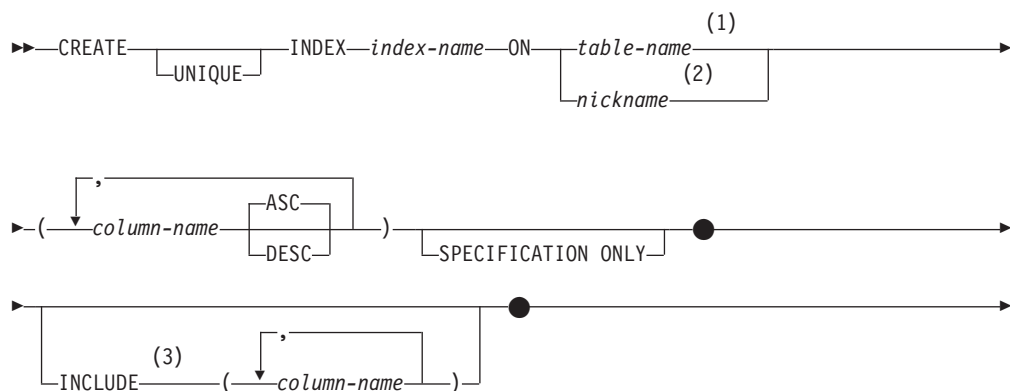 CREATE UNIQUE INDEX index-name ON table-name (1)
nickname (2)
( column-name , ASC DESC ) SPECIFICATION ONLY
INCLUDE (3) ( column-name , )